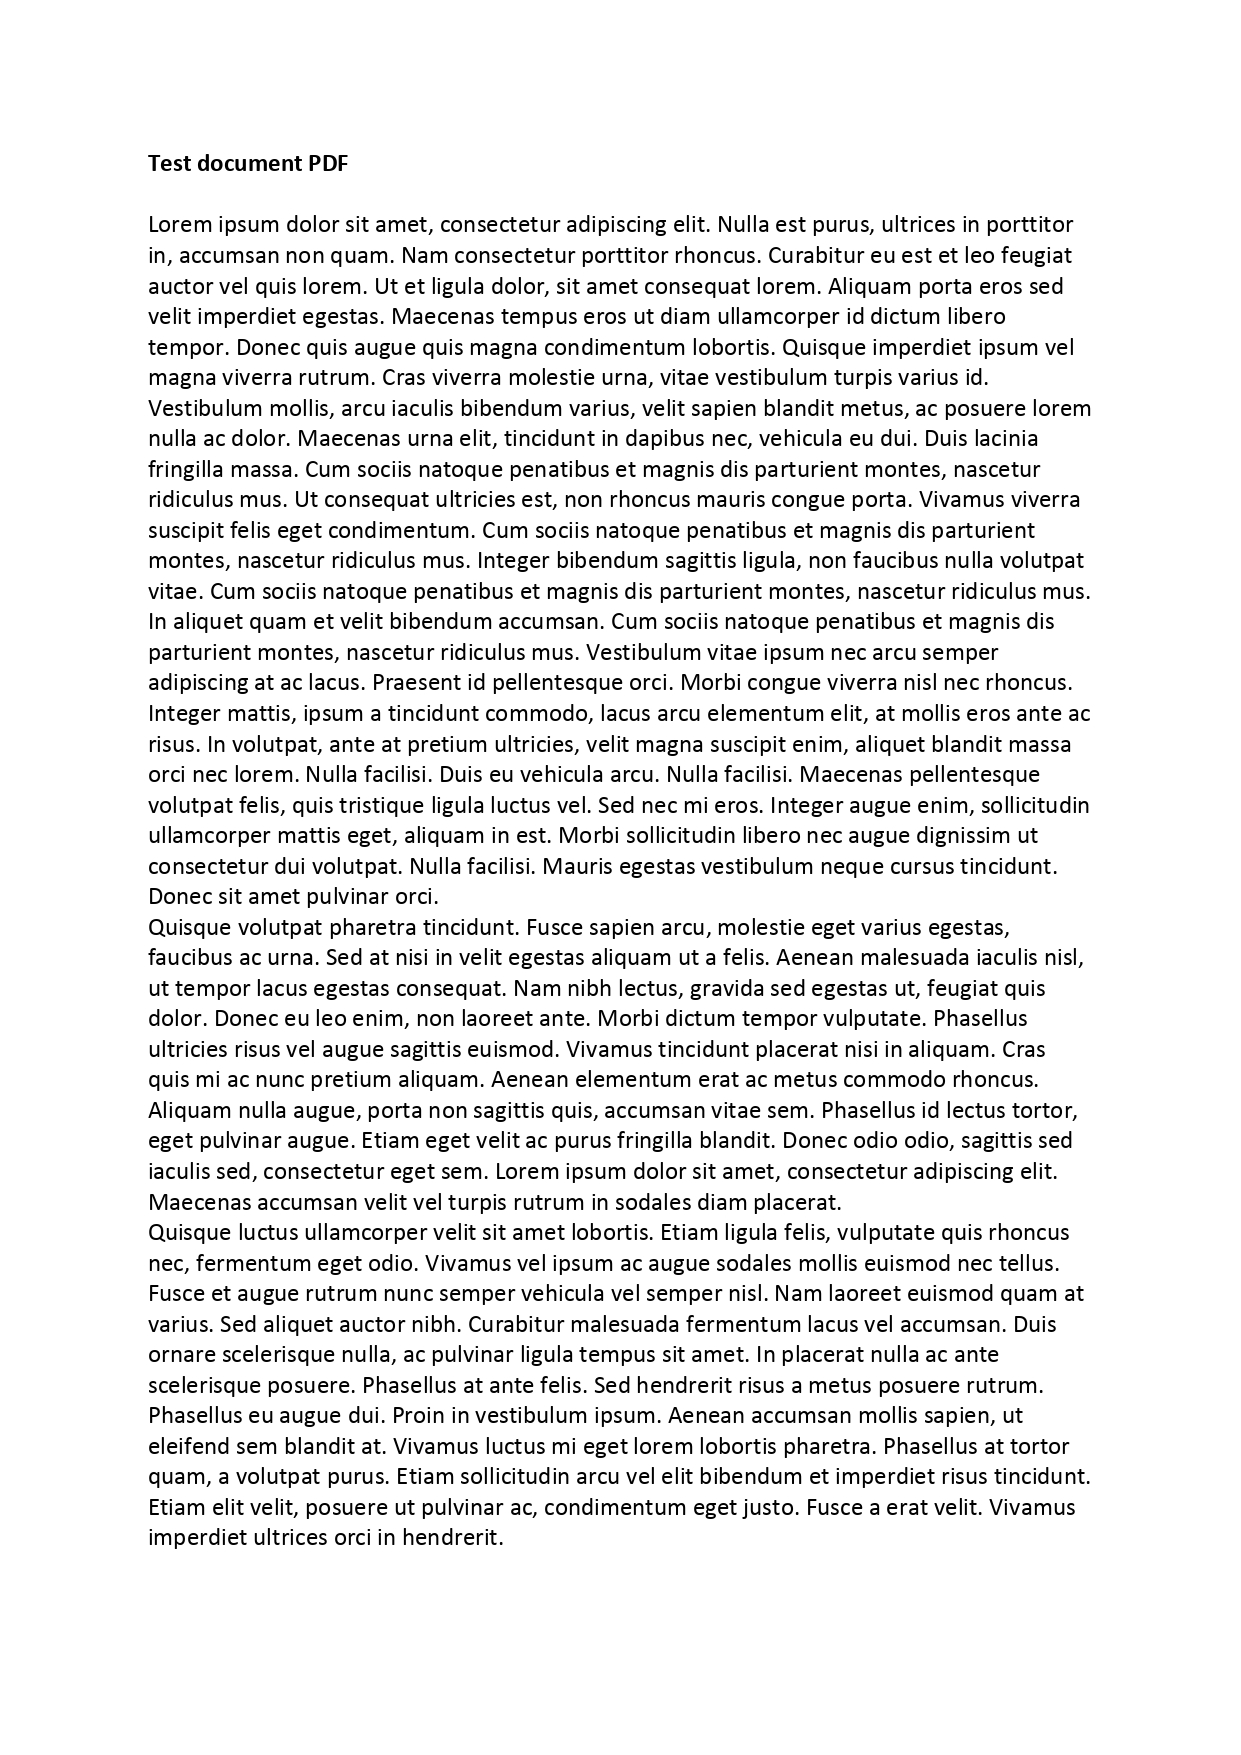 Test document PDF
Lorem ipsum dolor sit amet, consectetur adipiscing elit. Nulla est purus, ultrices in porttitor
in, accumsan non quam. Nam consectetur porttitor rhoncus. Curabitur eu est et leo feugiat
auctor vel quis lorem. Ut et ligula dolor, sit amet consequat lorem. Aliquam porta eros sed
velit imperdiet egestas. Maecenas tempus eros ut diam ullamcorper id dictum libero
tempor. Donec quis augue quis magna condimentum lobortis. Quisque imperdiet ipsum vel
magna viverra rutrum. Cras viverra molestie urna, vitae vestibulum turpis varius id.
Vestibulum mollis, arcu iaculis bibendum varius, velit sapien blandit metus, ac posuere lorem
nulla ac dolor. Maecenas urna elit, tincidunt in dapibus nec, vehicula eu dui. Duis lacinia
fringilla massa. Cum sociis natoque penatibus et magnis dis parturient montes, nascetur
ridiculus mus. Ut consequat ultricies est, non rhoncus mauris congue porta. Vivamus viverra
suscipit felis eget condimentum. Cum sociis natoque penatibus et magnis dis parturient
montes, nascetur ridiculus mus. Integer bibendum sagittis ligula, non faucibus nulla volutpat
vitae. Cum sociis natoque penatibus et magnis dis parturient montes, nascetur ridiculus mus.
In aliquet quam et velit bibendum accumsan. Cum sociis natoque penatibus et magnis dis
parturient montes, nascetur ridiculus mus. Vestibulum vitae ipsum nec arcu semper
adipiscing at ac lacus. Praesent id pellentesque orci. Morbi congue viverra nisl nec rhoncus.
Integer mattis, ipsum a tincidunt commodo, lacus arcu elementum elit, at mollis eros ante ac
risus. In volutpat, ante at pretium ultricies, velit magna suscipit enim, aliquet blandit massa
orci nec lorem. Nulla facilisi. Duis eu vehicula arcu. Nulla facilisi. Maecenas pellentesque
volutpat felis, quis tristique ligula luctus vel. Sed nec mi eros. Integer augue enim, sollicitudin
ullamcorper mattis eget, aliquam in est. Morbi sollicitudin libero nec augue dignissim ut
consectetur dui volutpat. Nulla facilisi. Mauris egestas vestibulum neque cursus tincidunt.
Donec sit amet pulvinar orci.
Quisque volutpat pharetra tincidunt. Fusce sapien arcu, molestie eget varius egestas,
faucibus ac urna. Sed at nisi in velit egestas aliquam ut a felis. Aenean malesuada iaculis nisl,
ut tempor lacus egestas consequat. Nam nibh lectus, gravida sed egestas ut, feugiat quis
dolor. Donec eu leo enim, non laoreet ante. Morbi dictum tempor vulputate. Phasellus
ultricies risus vel augue sagittis euismod. Vivamus tincidunt placerat nisi in aliquam. Cras
quis mi ac nunc pretium aliquam. Aenean elementum erat ac metus commodo rhoncus.
Aliquam nulla augue, porta non sagittis quis, accumsan vitae sem. Phasellus id lectus tortor,
eget pulvinar augue. Etiam eget velit ac purus fringilla blandit. Donec odio odio, sagittis sed
iaculis sed, consectetur eget sem. Lorem ipsum dolor sit amet, consectetur adipiscing elit.
Maecenas accumsan velit vel turpis rutrum in sodales diam placerat.
Quisque luctus ullamcorper velit sit amet lobortis. Etiam ligula felis, vulputate quis rhoncus
nec, fermentum eget odio. Vivamus vel ipsum ac augue sodales mollis euismod nec tellus.
Fusce et augue rutrum nunc semper vehicula vel semper nisl. Nam laoreet euismod quam at
varius. Sed aliquet auctor nibh. Curabitur malesuada fermentum lacus vel accumsan. Duis
ornare scelerisque nulla, ac pulvinar ligula tempus sit amet. In placerat nulla ac ante
scelerisque posuere. Phasellus at ante felis. Sed hendrerit risus a metus posuere rutrum.
Phasellus eu augue dui. Proin in vestibulum ipsum. Aenean accumsan mollis sapien, ut
eleifend sem blandit at. Vivamus luctus mi eget lorem lobortis pharetra. Phasellus at tortor
quam, a volutpat purus. Etiam sollicitudin arcu vel elit bibendum et imperdiet risus tincidunt.
Etiam elit velit, posuere ut pulvinar ac, condimentum eget justo. Fusce a erat velit. Vivamus
imperdiet ultrices orci in hendrerit.